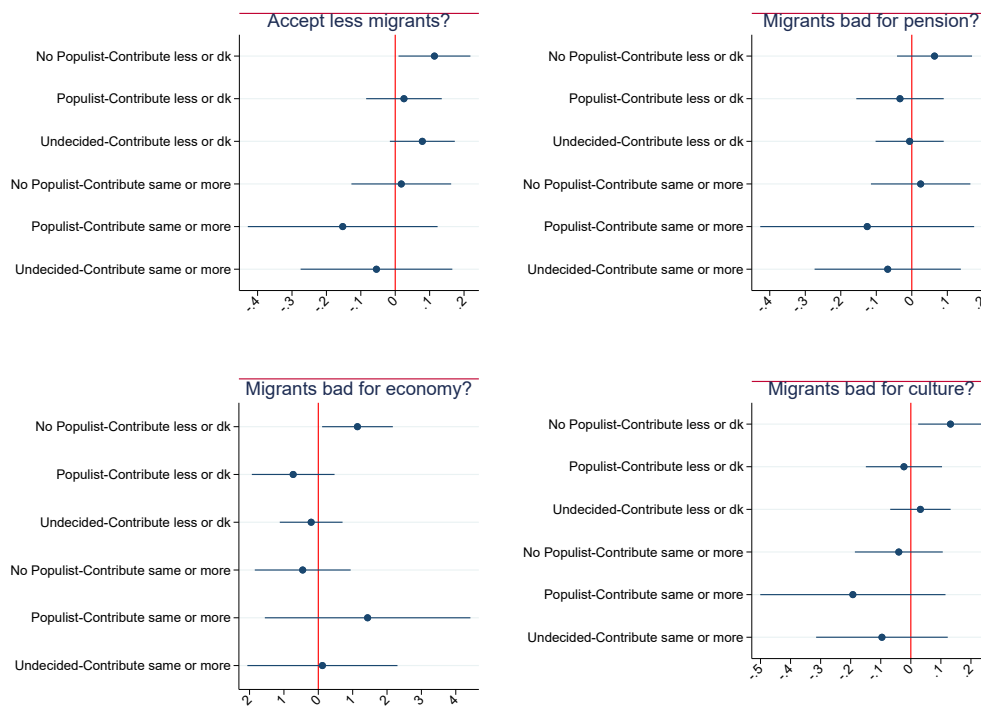 Accept less migrants?
No Populist-Contribute less or dk
Populist-Contribute less or dk
Undecided-Contribute less or dk
No Populist-Contribute same or more
Populist-Contribute same or more
Undecided-Contribute same or more
-.4 -.3 -.2 -.1 0 .1 .2
Migrants bad for pension?
No Populist-Contribute less or dk
Populist-Contribute less or dk
Undecided-Contribute less or dk
No Populist-Contribute same or more
Populist-Contribute same or more
Undecided-Contribute same or more
-.4 -.3 -.2 -.1 0 .1 .2
Migrants bad for economy?
No Populist-Contribute less or dk
Populist-Contribute less or dk
Undecided-Contribute less or dk
No Populist-Contribute same or more
Populist-Contribute same or more
Undecided-Contribute same or more
2 1 0 1 2 3 4
Migrants bad for culture?
No Populist-Contribute less or dk
Populist-Contribute less or dk
Undecided-Contribute less or dk
No Populist-Contribute same or more
Populist-Contribute same or more
Undecided-Contribute same or more
-.5 -.4 -.3 -.2 -.1 0 .1 .2